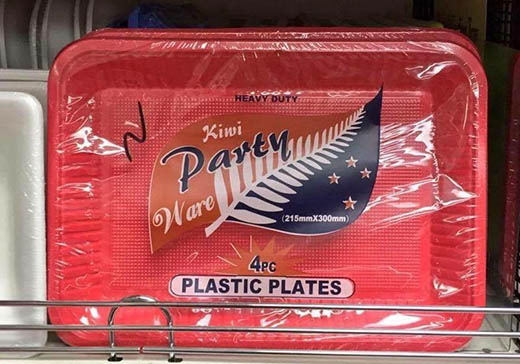 HEAVY DUTY
Kiwi
Party
Ware
(215mmX300mm)
4PC
PLASTIC PLATES